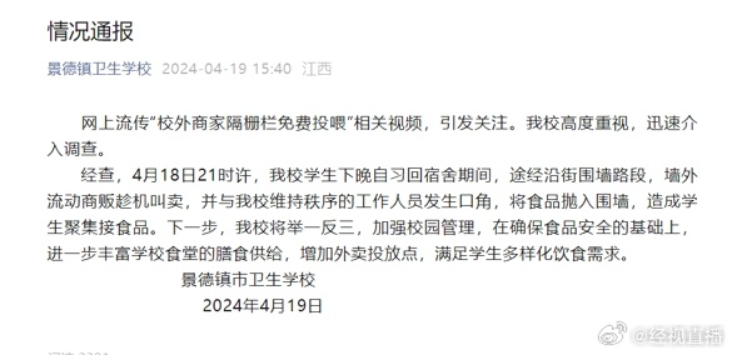 情况通报
景德镇卫生学校 2024-04-19 15:40 江西
网上流传“校外商家隔栅栏免费投喂”相关视频，引发关注。我校高度重视，迅速介
入调查。
经查，4月18日21时许，我校学生下晚自习回宿舍期间，途经沿街围墙路段，墙外
流动商贩趁机叫卖，并与我校维持秩序的工作人员发生口角，将食品抛入围墙，造成学
生聚集接食品。下一步，我校将举一反三，加强校园管理，在确保食品安全的基础上，
进一步丰富学校食堂的膳食供给，增加外卖投放点，满足学生多样化饮食需求。
景德镇市卫生学校
2024年4月19日
@经视直播